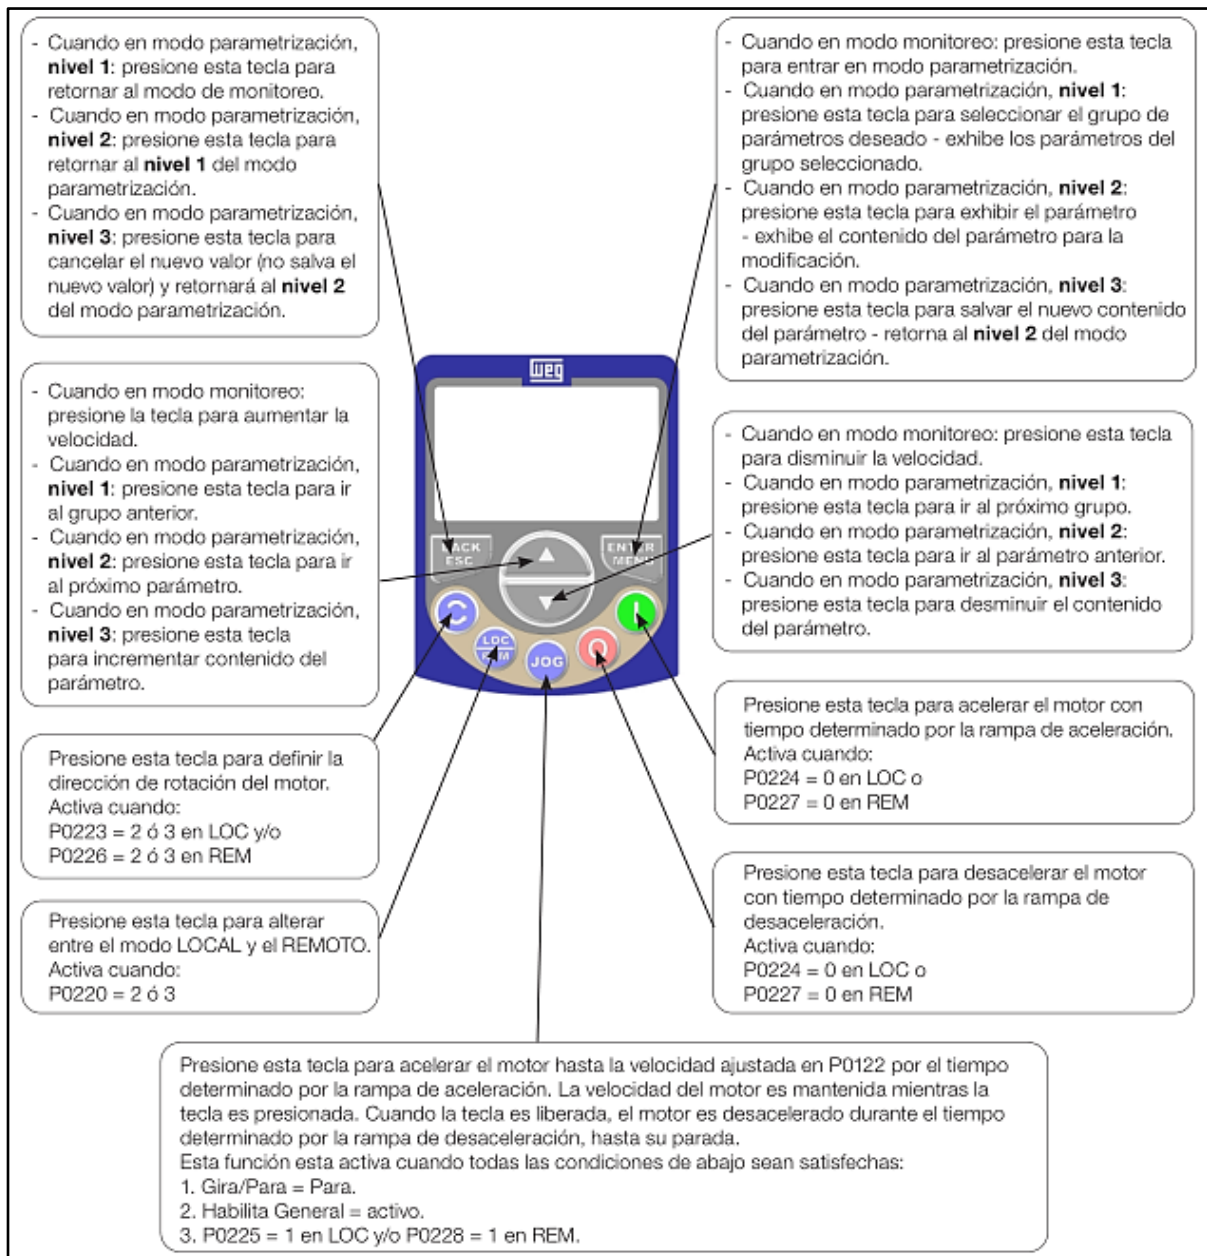 - Cuando en modo parametrización,
nivel 1: presione esta tecla para
retornar al modo de monitoreo.
- Cuando en modo parametrización,
nivel 2: presione esta tecla para
retornar al nivel 1 del modo
parametrización.
- Cuando en modo parametrización,
nivel 3: presione esta tecla para
cancelar el nuevo valor (no salva el
nuevo valor) y retornará al nivel 2
del modo parametrización.
- Cuando en modo monitoreo: presione esta tecla
para entrar en modo parametrización.
- Cuando en modo parametrización, nivel 1:
presione esta tecla para seleccionar el grupo de
parámetros deseado - exhibe los parámetros del
grupo seleccionado.
- Cuando en modo parametrización, nivel 2:
presione esta tecla para exhibir el parámetro
- exhibe el contenido del parámetro para la
modificación.
- Cuando en modo parametrización, nivel 3:
presione esta tecla para salvar el nuevo contenido
del parámetro - retorna al nivel 2 del modo
parametrización.
- Cuando en modo monitoreo:
presione la tecla para aumentar la
velocidad.
- Cuando en modo parametrización,
nivel 1: presione esta tecla para ir
al grupo anterior.
- Cuando en modo parametrización,
nivel 2: presione esta tecla para ir
al próximo parámetro.
- Cuando en modo parametrización,
nivel 3: presione esta tecla
para incrementar contenido del
parámetro.
weg
BACK
ESC
ENTER
MENU
LOC
REM
JOG
O
I
- Cuando en modo monitoreo: presione esta tecla
para disminuir la velocidad.
- Cuando en modo parametrización, nivel 1:
presione esta tecla para ir al próximo grupo.
- Cuando en modo parametrización, nivel 2:
presione esta tecla para ir al parámetro anterior.
- Cuando en modo parametrización, nivel 3:
presione esta tecla para desminuir el contenido
del parámetro.
Presione esta tecla para definir la
dirección de rotación del motor.
Activa cuando:
P0223 = 2 ó 3 en LOC y/o
P0226 = 2 ó 3 en REM
Presione esta tecla para acelerar el motor con
tiempo determinado por la rampa de aceleración.
Activa cuando:
P0224 = 0 en LOC o
P0227 = 0 en REM
Presione esta tecla para alterar
entre el modo LOCAL y el REMOTO.
Activa cuando:
P0220 = 2 ó 3
Presione esta tecla para desacelerar el motor
con tiempo determinado por la rampa de
desaceleración.
Activa cuando:
P0224 = 0 en LOC o
P0227 = 0 en REM
Presione esta tecla para acelerar el motor hasta la velocidad ajustada en P0122 por el tiempo
determinado por la rampa de aceleración. La velocidad del motor es mantenida mientras la
tecla es presionada. Cuando la tecla es liberada, el motor es desacelerado durante el tiempo
determinado por la rampa de desaceleración, hasta su parada.
Esta función esta activa cuando todas las condiciones de abajo sean satisfechas:
1. Gira/Para = Para.
2. Habilita General = activo.
3. P0225 = 1 en LOC y/o P0228 = 1 en REM.